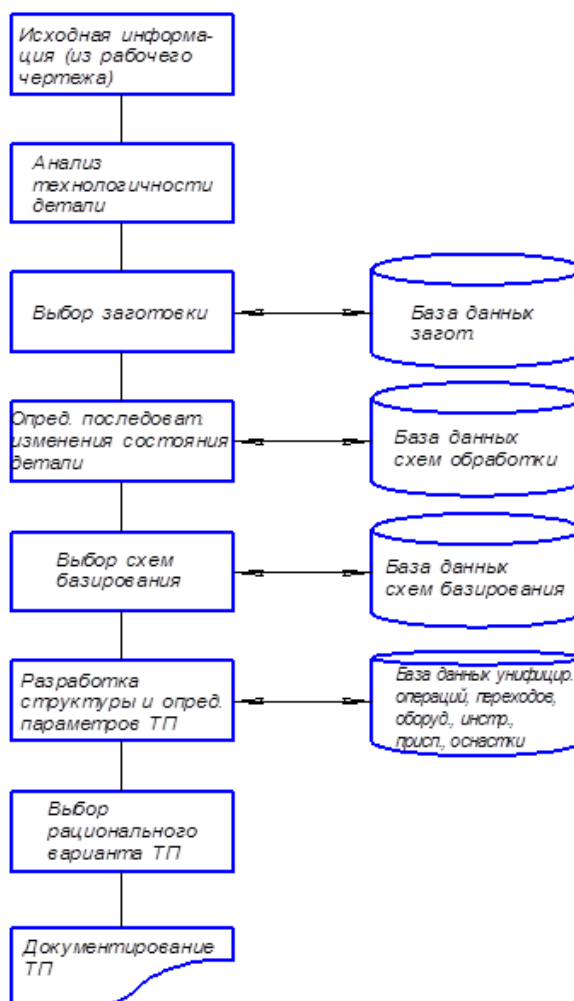 Исходная информа-
ция (из рабочего
чертежа)
Анализ
технологичности
детали
Выбор заготовки
База данных
загот.
Опред. последоват.
изменения состояния
детали
База данных
схем обработки
Выбор схем
базирования
База данных
схем базирования
Разработка
структуры и опред.
параметров ТП
База данных унифицир.
операций, переходов,
оборуд., инстр.,
присп., оснастки
Выбор
рационального
варианта ТП
Документирование
ТП